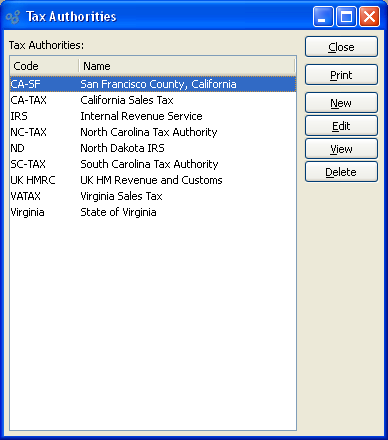 Tax Authorities
Tax Authorities:
Code Name
CA-SF San Francisco County, California
CA-TAX California Sales Tax
IRS Internal Revenue Service
NC-TAX North Carolina Tax Authority
ND North Dakota IRS
SC-TAX South Carolina Tax Authority
UK HMRC UK HM Revenue and Customs
VATAX Virginia Sales Tax
Virginia State of Virginia
Close
Print
New
Edit
View
Delete